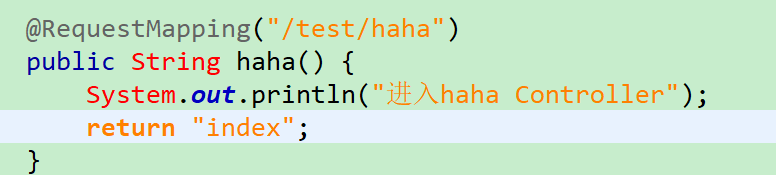 @RequestMapping("/test/haha")
public String haha() {
    System.out.println("进入haha Controller");
    return "index";
}